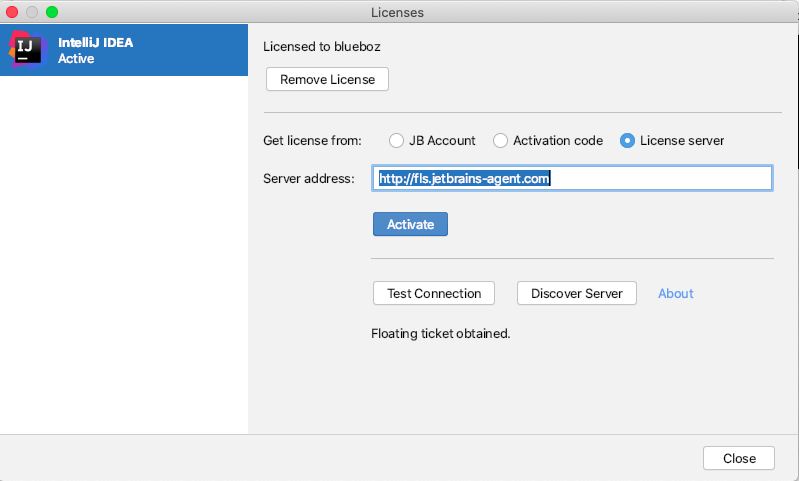 Licenses
IJ
IntelliJ IDEA
Active
Licensed to blueboz
Remove License
Get license from: JB Account Activation code License server
Server address: http://fls.jetbrains-agent.com
Activate
Test Connection Discover Server About
Floating ticket obtained.
Close